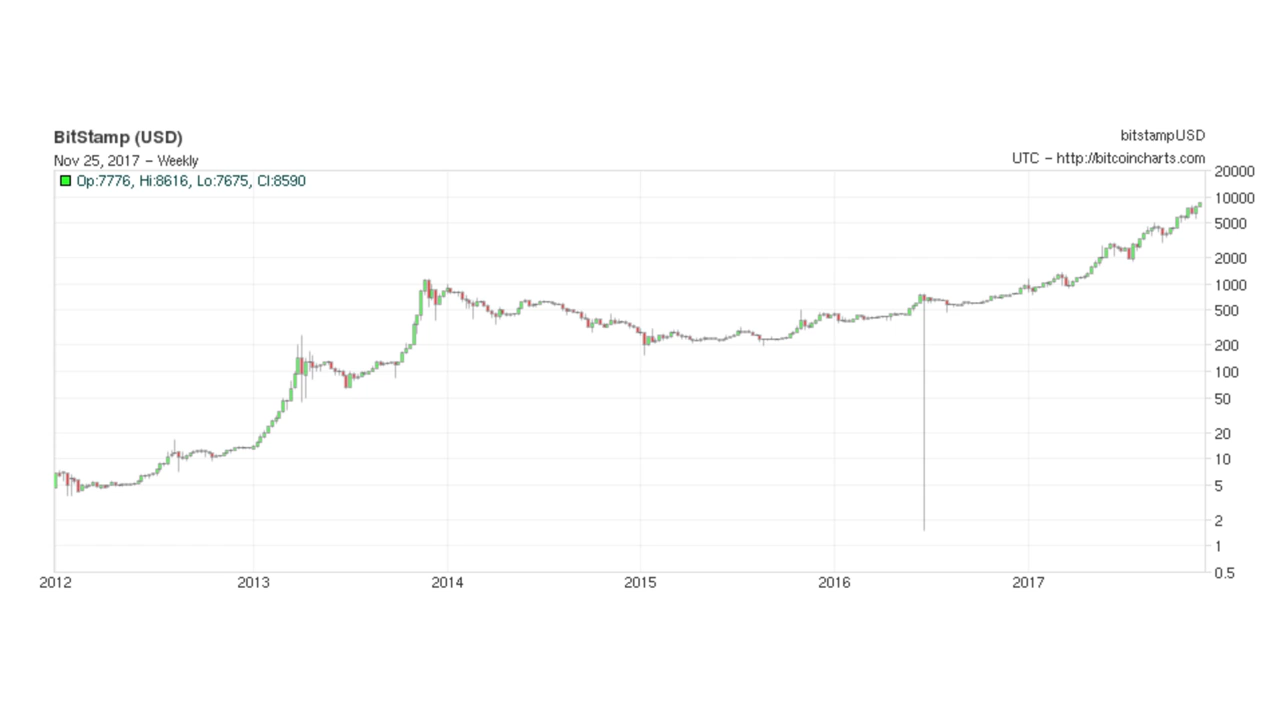 BitStamp (USD)
bitstampUSD
Nov 25, 2017 – Weekly
UTC – http://bitcoincharts.com
Op:7776, Hi:8616, Lo:7675, Cl:8590
20000
10000
5000
2000
1000
500
200
100
50
20
10
5
2
1
0.5
2012 2013 2014 2015 2016 2017